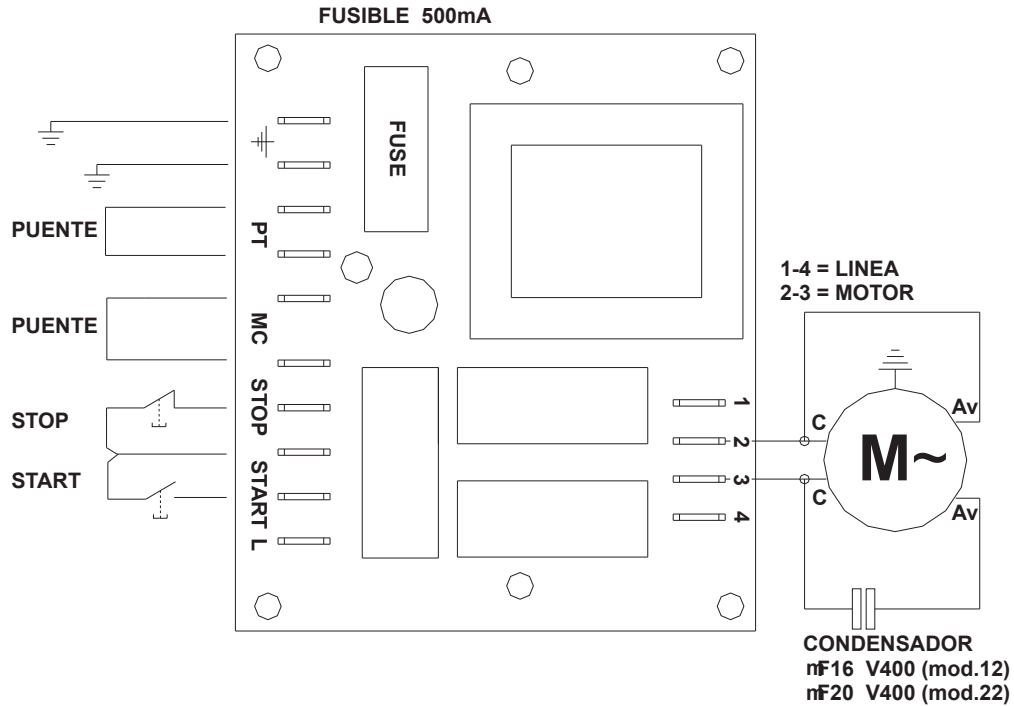 FUSIBLE 500mA
FUSE
PUENTE
PT
PUENTE
MC
STOP
STOP
START
START
L
1-4 = LINEA
2-3 = MOTOR
1
2
3
4
C
Av
M~
C
Av
CONDENSADOR
mF16 V400 (mod.12)
mF20 V400 (mod.22)